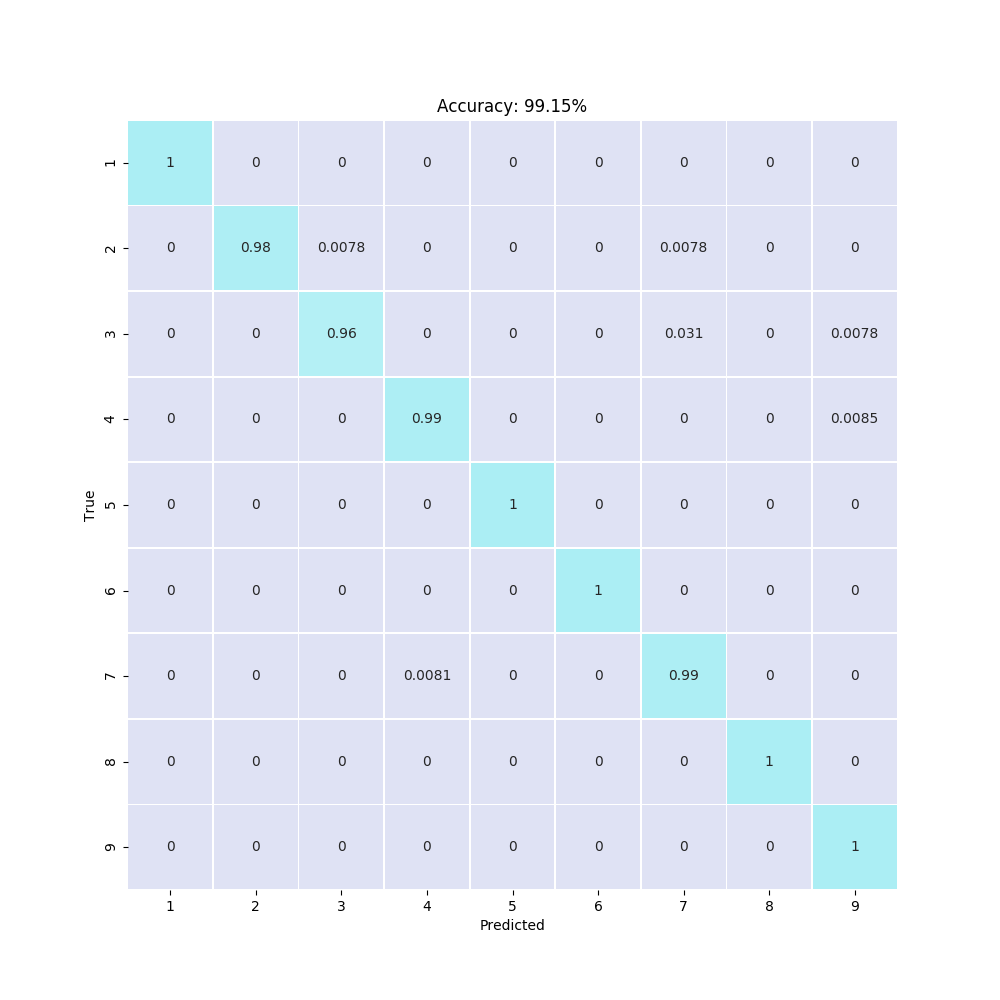 Accuracy: 99.15%
1 1 0 0 0 0 0 0 0 0
2 0 0.98 0.0078 0 0 0 0.0078 0 0
3 0 0 0.96 0 0 0 0.031 0 0.0078
4 0 0 0 0.99 0 0 0 0 0.0085
5 0 0 0 0 1 0 0 0 0
6 0 0 0 0 0 1 0 0 0
7 0 0 0 0.0081 0 0 0.99 0 0
8 0 0 0 0 0 0 0 1 0
9 0 0 0 0 0 0 0 0 1
True
1 2 3 4 5 6 7 8 9
Predicted